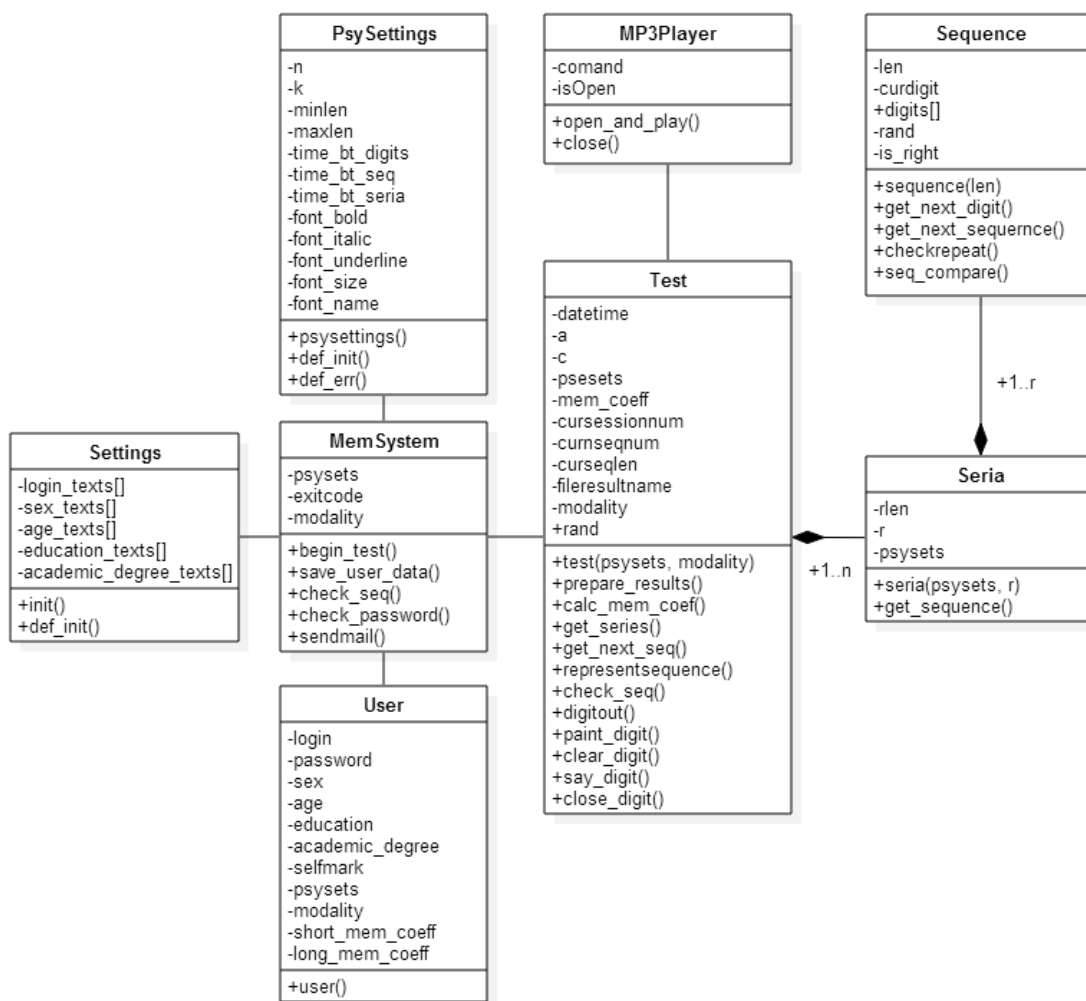 PsySettings
-n
-k
-minlen
-maxlen
-time_bt_digits
-time_bt_seq
-time_bt_seria
-font_bold
-font_italic
-font_underline
-font_size
-font_name
+psysettings()
+def_init()
+def_err()
MP3Player
-comand
-isOpen
+open_and_play()
+close()
Sequence
-len
-curdigit
+digits[]
-rand
-is_right
+sequence(len)
+get_next_digit()
+get_next_sequernce()
+checkrepeat()
+seq_compare()
Settings
-login_texts[]
-sex_texts[]
-age_texts[]
-education_texts[]
-academic_degree_texts[]
+init()
+def_init()
MemSystem
-psysets
-exitcode
-modality
+begin_test()
+save_user_data()
+check_seq()
+check_password()
+sendmail()
Test
-datetime
-a
-c
-psesets
-mem_coeff
-cursessionnum
-curnseqnum
-curseqlen
-fileresultname
-modality
+rand
+test(psysets, modality)
+prepare_results()
+calc_mem_coef()
+get_series()
+get_next_seq()
+representsequence()
+check_seq()
+digitout()
+paint_digit()
+clear_digit()
+say_digit()
+close_digit()
+1..r
+1..n
Seria
-rlen
-r
-psysets
+seria(psysets, r)
+get_sequence()
User
-login
-password
-sex
-age
-education
-academic_degree
-selfmark
-psysets
-modality
-short_mem_coeff
-long_mem_coeff
+user()